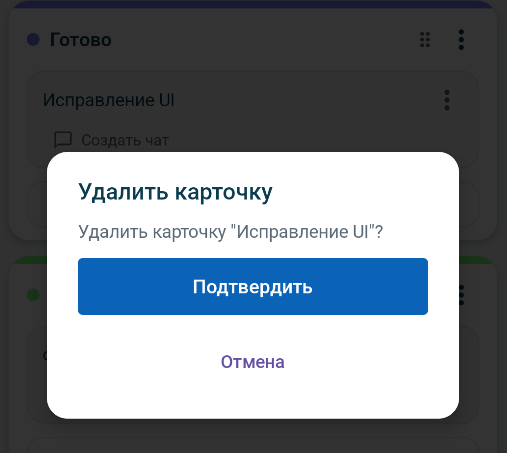 Готово
Исправление UI
Создать чат
Удалить карточку
Удалить карточку "Исправление UI"?
Подтвердить
Отмена